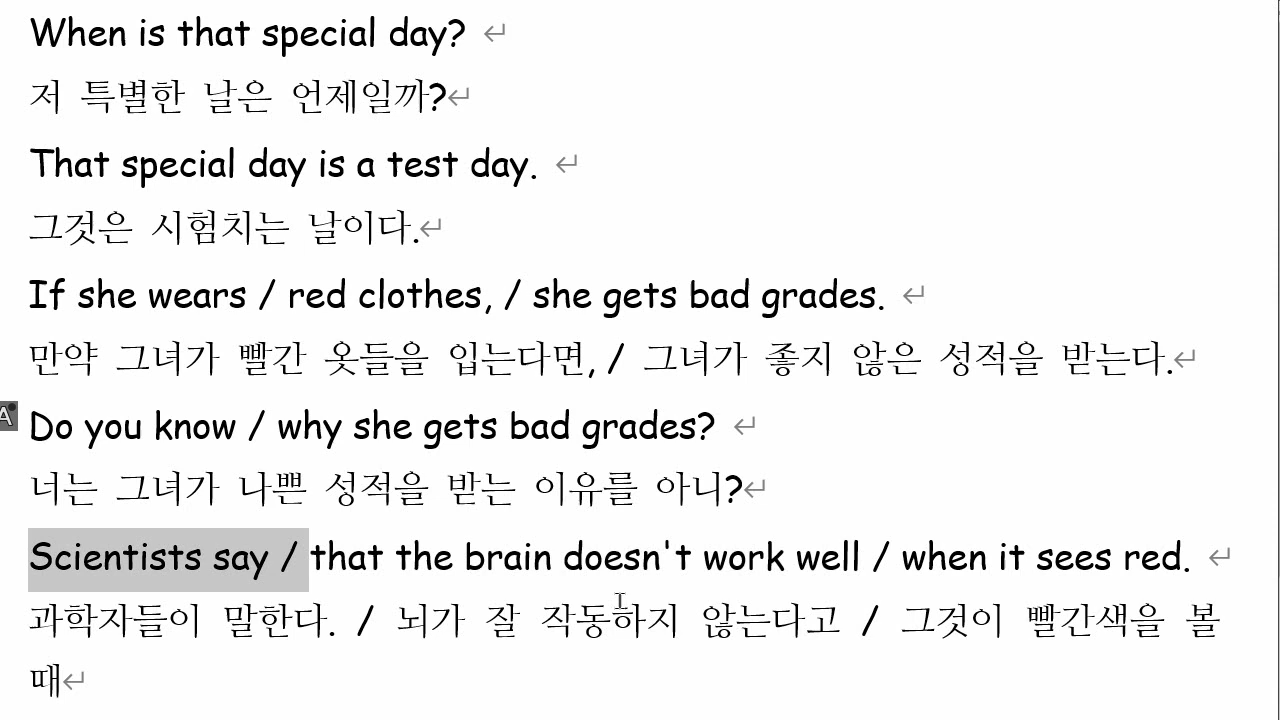 When is that special day? ↵
저 특별한 날은 언제일까?↵
That special day is a test day. ↵
그것은 시험치는 날이다.↵
If she wears / red clothes, / she gets bad grades. ↵
만약 그녀가 빨간 옷들을 입는다면, / 그녀가 좋지 않은 성적을 받는다.↵
A
Do you know / why she gets bad grades? ↵
너는 그녀가 나쁜 성적을 받는 이유를 아니?↵
Scientists say / that the brain doesn't work well / when it sees red. ↵
과학자들이 말한다. / 뇌가 잘 작동하지 않는다고 / 그것이 빨간색을 볼
때↵